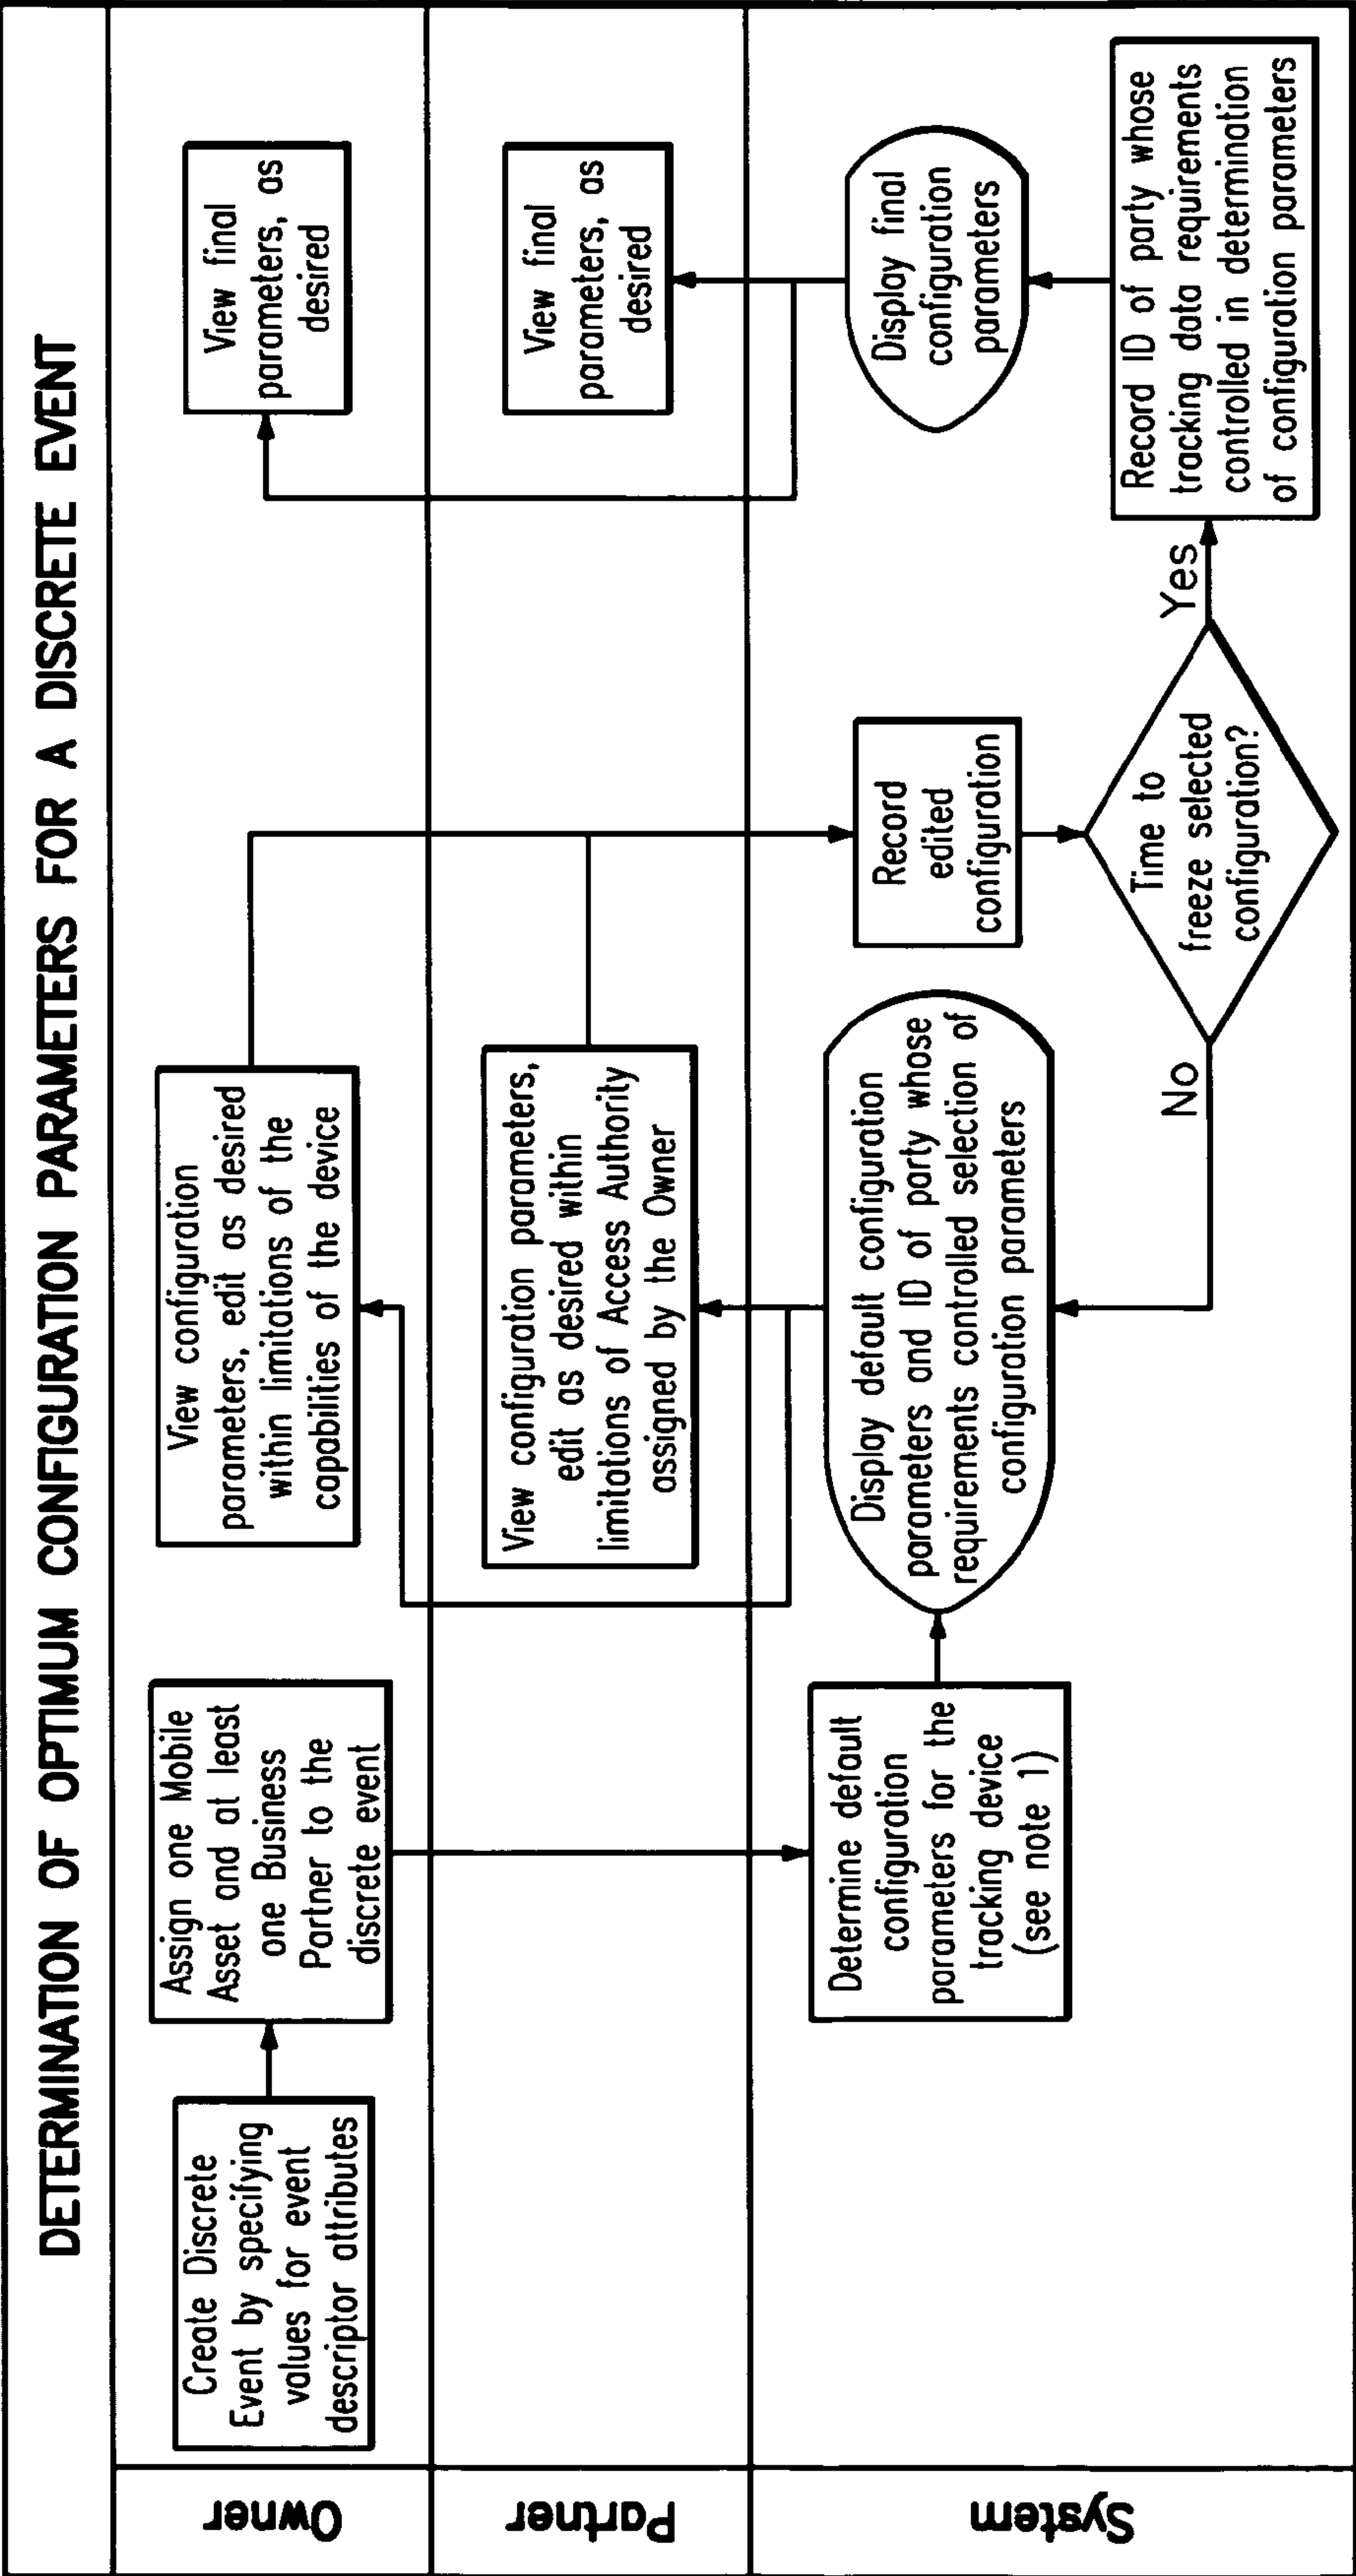 DETERMINATION OF OPTIMUM CONFIGURATION PARAMETERS FOR A DISCRETE EVENT
Owner
Create Discrete
Event by specifying
values for event
descriptor attributes
Assign one Mobile
Asset and at least
one Business
Partner to the
discrete event
View configuration
parameters, edit as desired
within limitations of the
capabilities of the device
View final
parameters, as
desired
Partner
View configuration parameters,
edit as desired within
limitations of Access Authority
assigned by the Owner
View final
parameters, as
desired
System
Determine default
configuration
parameters for the
tracking device
(see note 1)
Display default configuration
parameters and ID of party whose
requirements controlled selection of
configuration parameters
Record
edited
configuration
Time to
freeze selected
configuration?
No
Yes
Record ID of party whose
tracking data requirements
controlled in determination
of configuration parameters
Display final
configuration
parameters